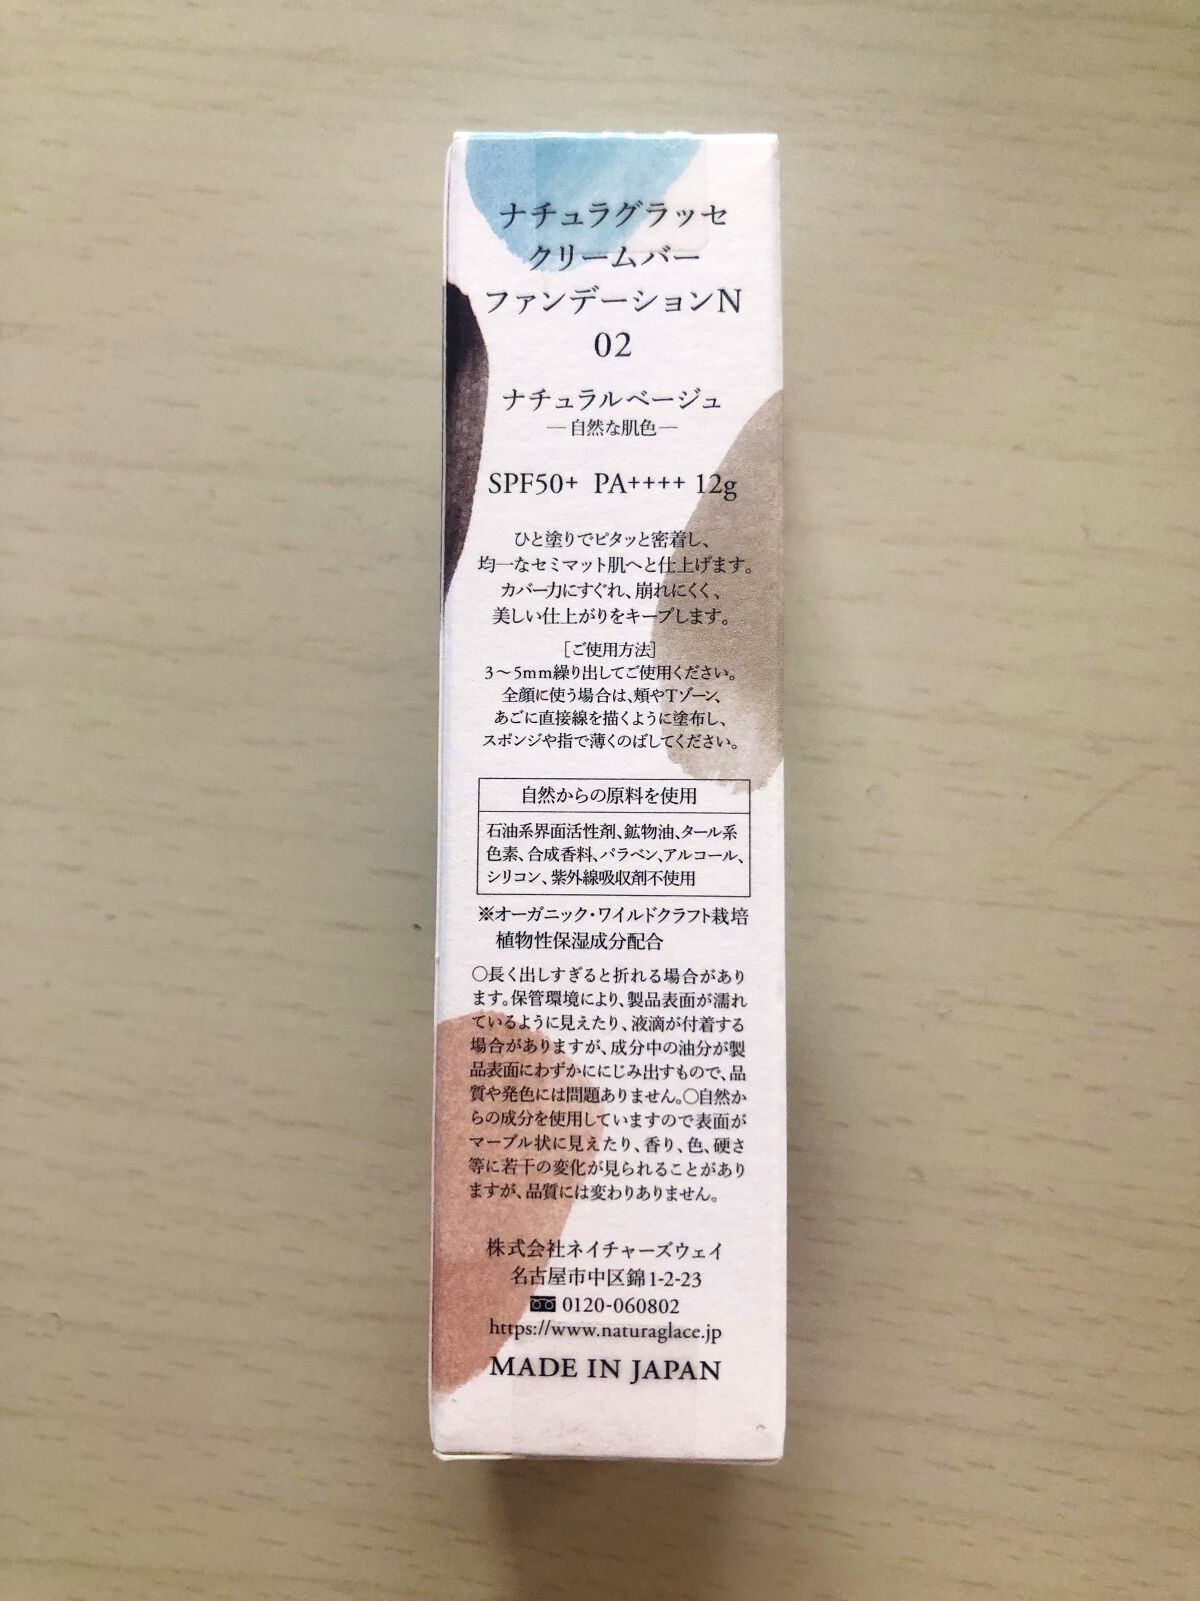 ナチュラグラッセ
クリームバー
ファンデーションN
02
ナチュラルベージュ
―自然な肌色―
SPF50+ PA++++ 12g
ひと塗りでピタッと密着し、
均一なセミマット肌へと仕上げます。
カバー力にすぐれ、崩れにくく、
美しい仕上がりをキープします。
［ご使用方法］
3〜5mm繰り出してご使用ください。
全顔に使う場合は、頬やTゾーン、
あごに直接線を描くように塗布し、
スポンジや指で薄くのばしてください。
自然からの原料を使用
石油系界面活性剤、鉱物油、タール系
色素、合成香料、パラベン、アルコール、
シリコン、紫外線吸収剤不使用
※オーガニック・ワイルドクラフト栽培
植物性保湿成分配合
○長く出しすぎると折れる場合があり
ます。保管環境により、製品表面が濡れ
ているように見えたり、液滴が付着する
場合がありますが、成分中の油分が製
品表面にわずかににじみ出すもので、品
質や発色には問題ありません。○自然か
らの成分を使用していますので表面が
マーブル状に見えたり、香り、色、硬さ
等に若干の変化が見られることがあり
ますが、品質には変わりありません。
株式会社ネイチャーズウェイ
名古屋市中区錦1-2-23
0120-060802
https://www.naturaglace.jp
MADE IN JAPAN